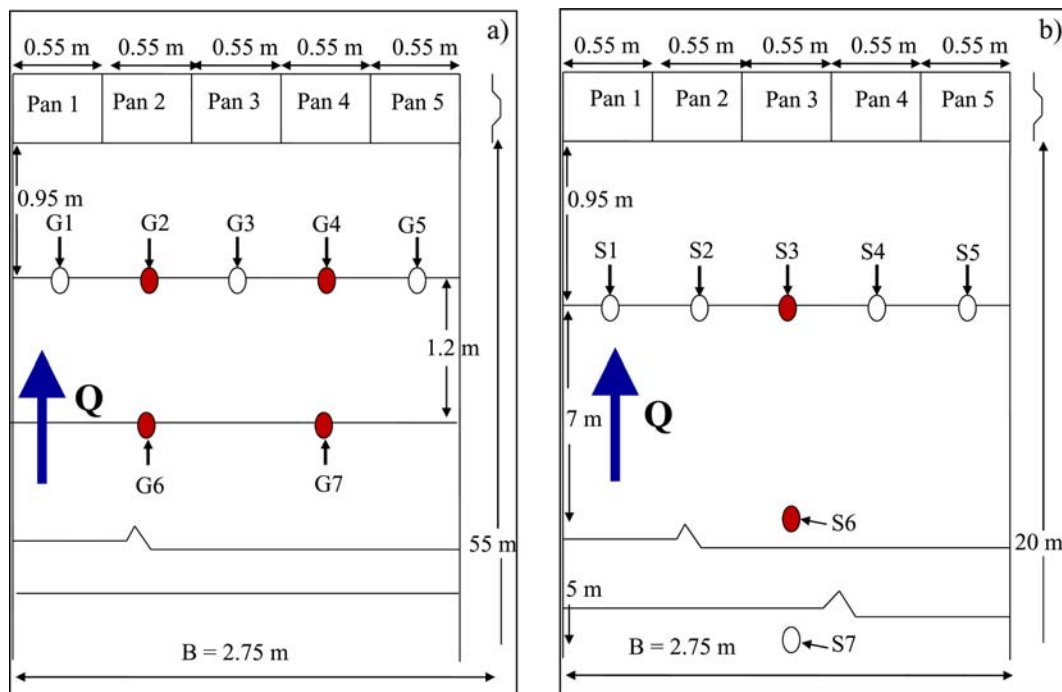 a)
0.55 m 0.55 m 0.55 m 0.55 m 0.55 m
Pan 1 Pan 2 Pan 3 Pan 4 Pan 5
0.95 m
G1 G2 G3 G4 G5
1.2 m
Q
G6 G7
55 m
B = 2.75 m
b)
0.55 m 0.55 m 0.55 m 0.55 m 0.55 m
Pan 1 Pan 2 Pan 3 Pan 4 Pan 5
0.95 m
S1 S2 S3 S4 S5
7 m
Q
S6
20 m
5 m
S7
B = 2.75 m